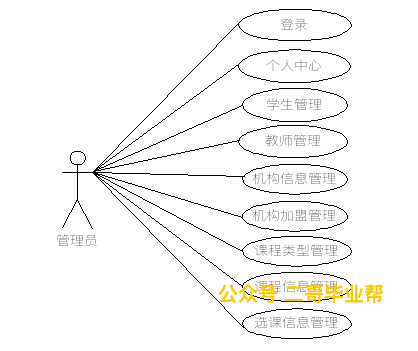 登录
个人中心
学生管理
教师管理
机构信息管理
机构加盟管理
课程类型管理
课程信息管理
选课信息管理
管理员
公众号 二哥毕业帮